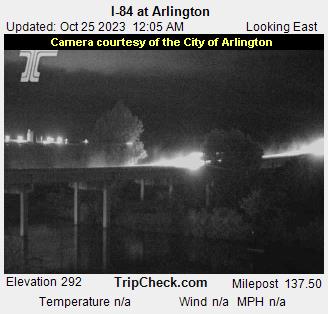 I-84 at Arlington
Updated: Oct 25 2023 12:05 AM Looking East
Camera courtesy of the City of Arlington
Elevation 292 TripCheck.com Milepost 137.50
Temperature n/a Wind n/a MPH n/a